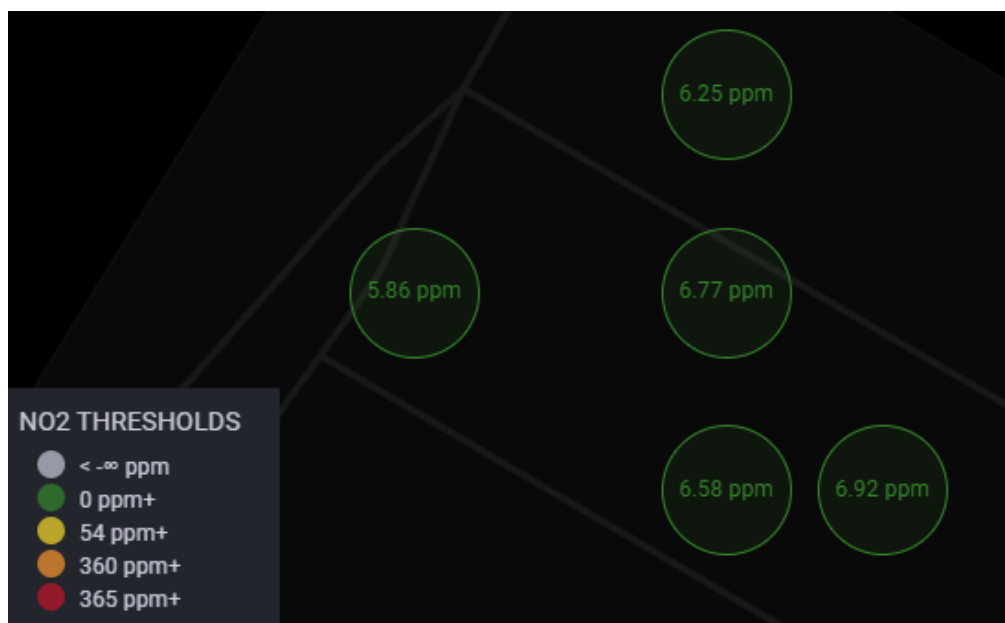 6.25 ppm
5.86 ppm
6.77 ppm
6.58 ppm
6.92 ppm
NO2 THRESHOLDS
< -∞ ppm
0 ppm+
54 ppm+
360 ppm+
365 ppm+